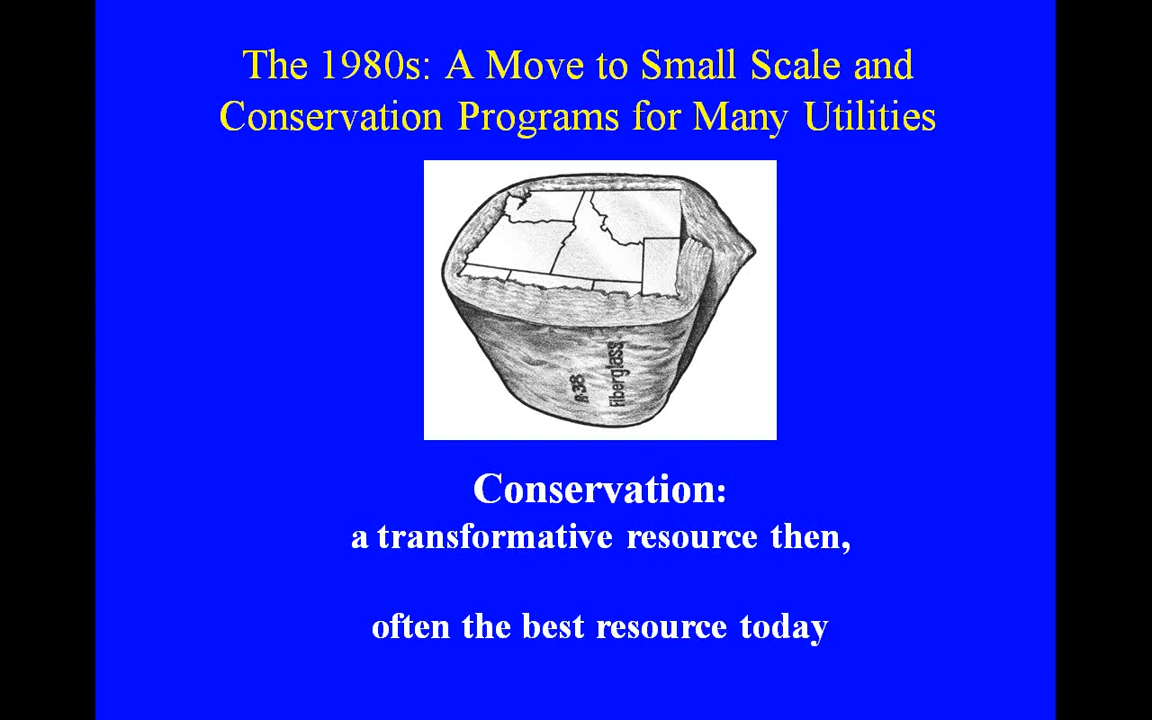 The 1980s: A Move to Small Scale and
Conservation Programs for Many Utilities
R-38
Fiberglass
Conservation:
a transformative resource then,
often the best resource today